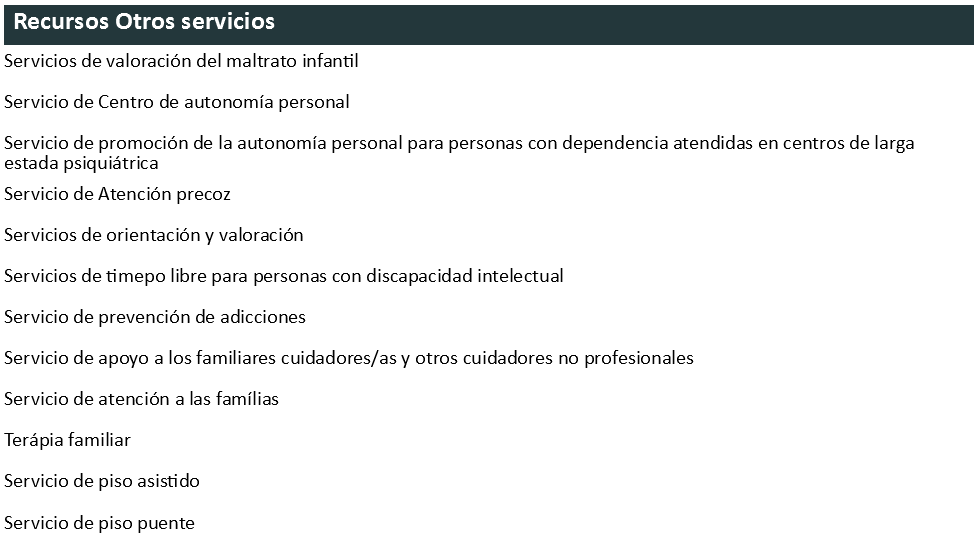 Recursos Otros servicios
Servicios de valoración del maltrato infantil
Servicio de Centro de autonomía personal
Servicio de promoción de la autonomía personal para personas con dependencia atendidas en centros de larga
estada psiquiátrica
Servicio de Atención precoz
Servicios de orientación y valoración
Servicios de timepo libre para personas con discapacidad intelectual
Servicio de prevención de adicciones
Servicio de apoyo a los familiares cuidadores/as y otros cuidadores no profesionales
Servicio de atención a las famílias
Terápia familiar
Servicio de piso asistido
Servicio de piso puente